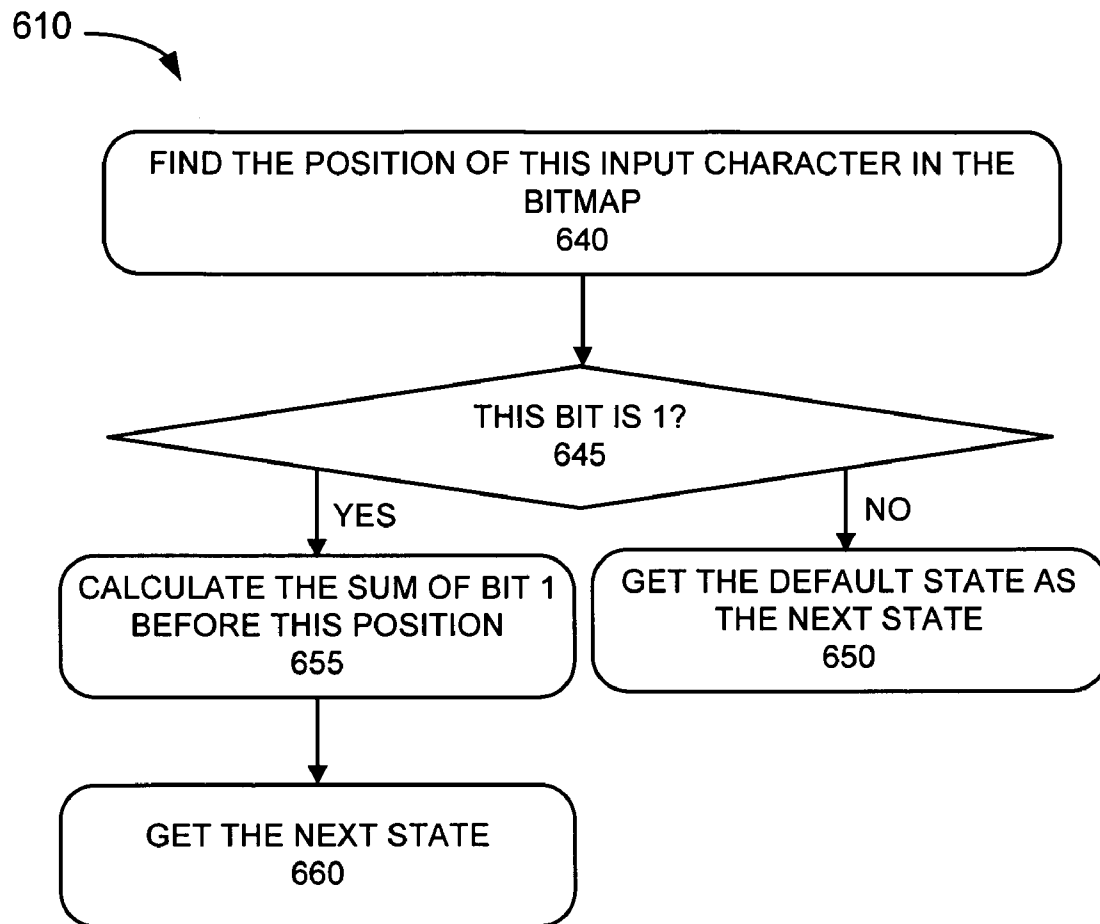 610
FIND THE POSITION OF THIS INPUT CHARACTER IN THE
BITMAP
640
THIS BIT IS 1?
645
YES
NO
CALCULATE THE SUM OF BIT 1
BEFORE THIS POSITION
655
GET THE DEFAULT STATE AS
THE NEXT STATE
650
GET THE NEXT STATE
660